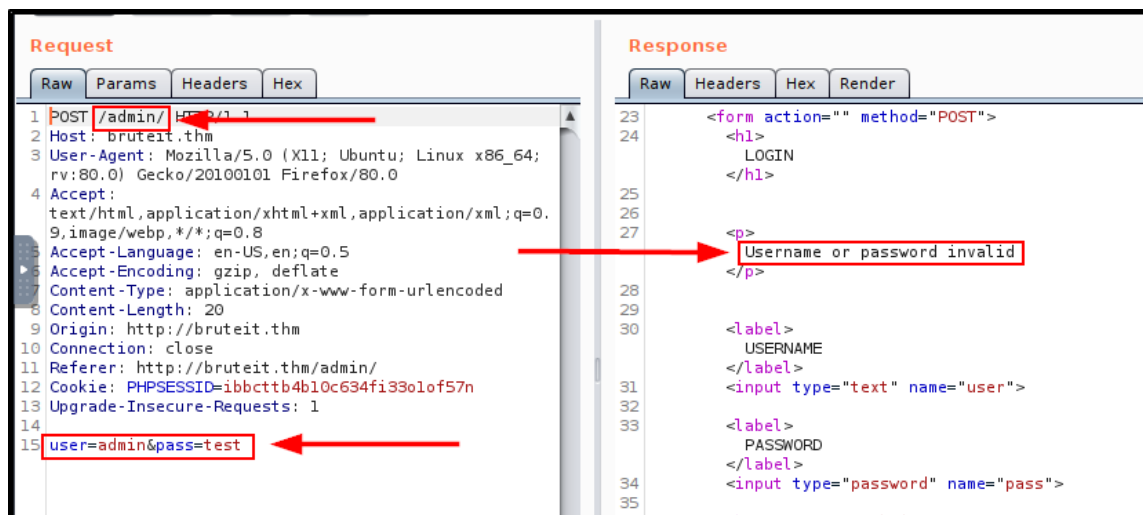 Request
Raw Params Headers Hex
1 POST /admin/ HTTP/1.1
2 Host: bruteit.thm
3 User-Agent: Mozilla/5.0 (X11; Ubuntu; Linux x86_64;
rv:80.0) Gecko/20100101 Firefox/80.0
4 Accept:
text/html,application/xhtml+xml,application/xml;q=0.
9,image/webp,*/*;q=0.8
5 Accept-Language: en-US,en;q=0.5
6 Accept-Encoding: gzip, deflate
7 Content-Type: application/x-www-form-urlencoded
8 Content-Length: 20
9 Origin: http://bruteit.thm
10 Connection: close
11 Referer: http://bruteit.thm/admin/
12 Cookie: PHPSESSID=ibbcttb4b10c634fi33o1of57n
13 Upgrade-Insecure-Requests: 1
14
15 user=admin&pass=test
Response
Raw Headers Hex Render
23 <form action="" method="POST">
24 <h1>
LOGIN
</h1>
25
26
27 <p>
Username or password invalid
</p>
28
29
30 <label>
USERNAME
</label>
31 <input type="text" name="user">
32
33 <label>
PASSWORD
</label>
34 <input type="password" name="pass">
35